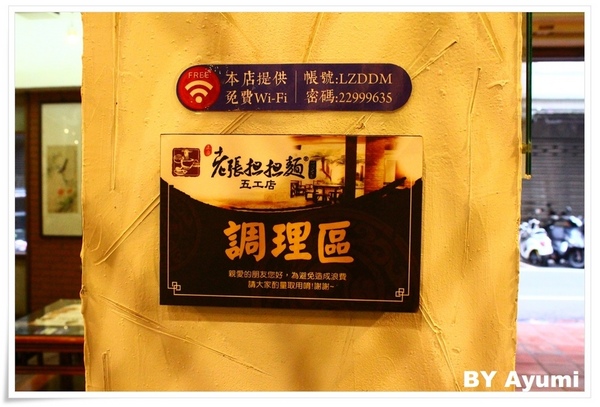 FREE
本店提供
免費Wi-Fi
帳號:LZDDM
密碼:22999635
老張担担麵
五工店
調理區
親愛的朋友您好,為避免造成浪費
請大家酌量取用唷!謝謝~
BY Ayumi